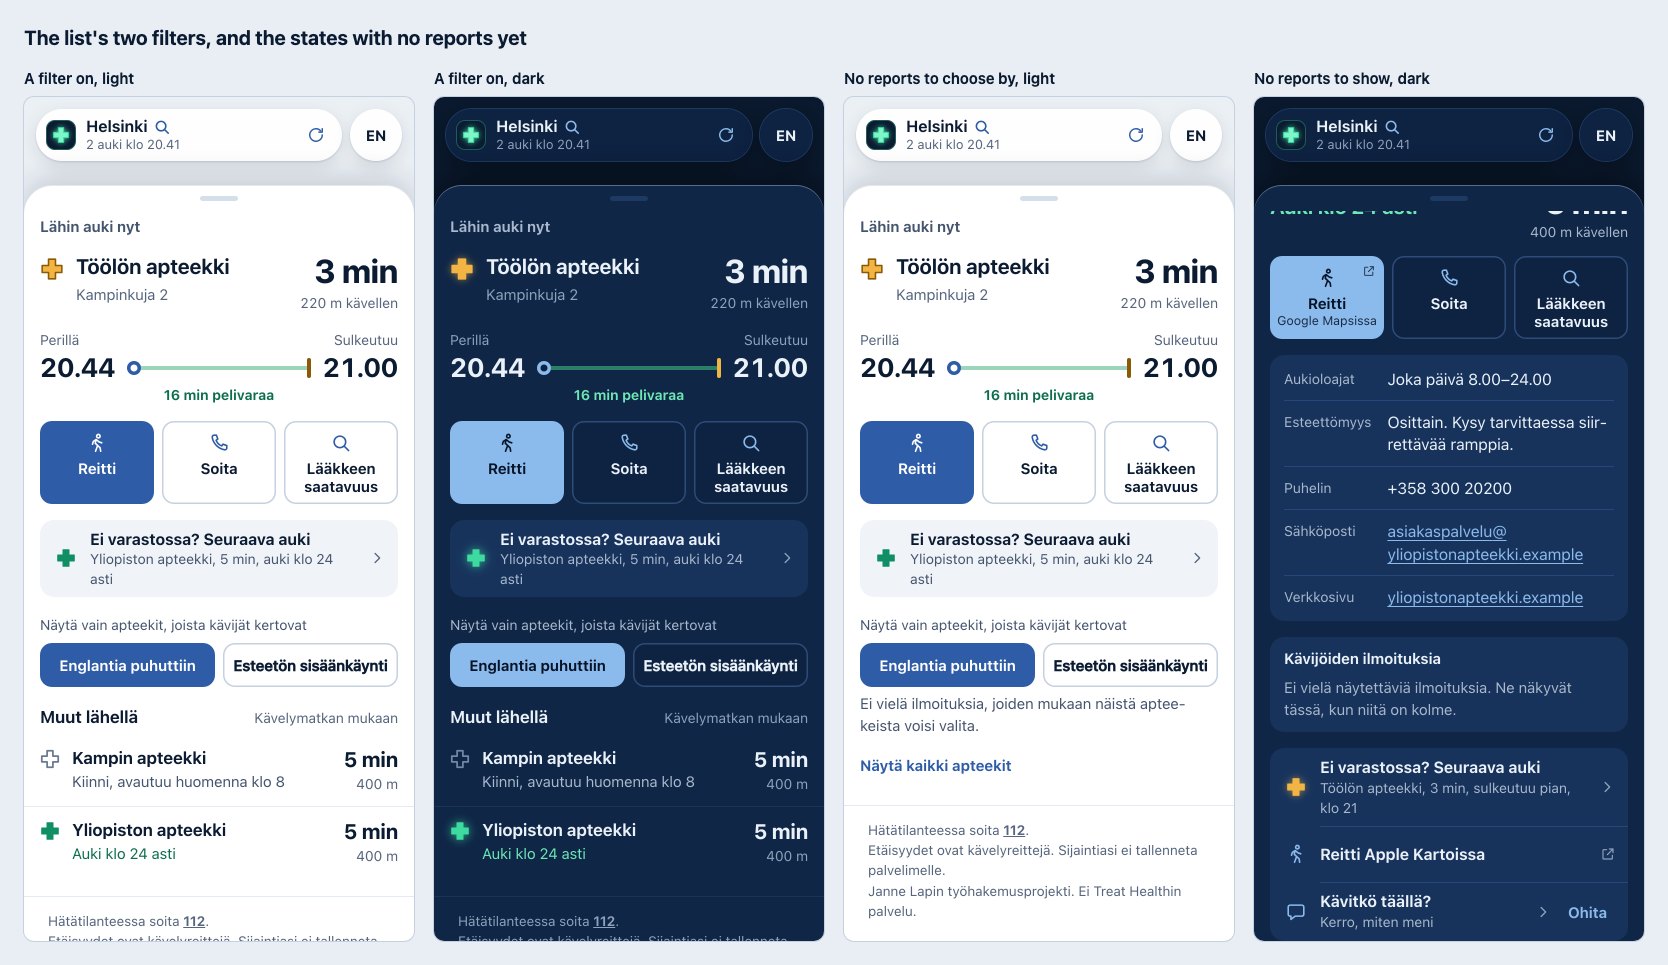 The list's two filters, and the states with no reports yet
A filter on, light
Helsinki
2 auki klo 20.41
EN
Lähin auki nyt
Töölön apteekki
3 min
Kampinkuja 2
220 m kävellen
Perillä
Sulkeutuu
20.44
21.00
16 min pelivaraa
Reitti
Soita
Lääkkeen
saatavuus
Ei varastossa? Seuraava auki
Yliopiston apteekki, 5 min, auki klo 24
asti
Näytä vain apteekit, joista kävijät kertovat
Englantia puhuttiin
Esteetön sisäänkäynti
Muut lähellä
Kävelymatkan mukaan
Kampin apteekki
5 min
Kiinni, avautuu huomenna klo 8
400 m
Yliopiston apteekki
5 min
Auki klo 24 asti
400 m
Hätätilanteessa soita 112.
Etäisyydet ovat kävelyreittejä. Sijaintiasi ei tallenneta
A filter on, dark
Helsinki
2 auki klo 20.41
EN
Lähin auki nyt
Töölön apteekki
3 min
Kampinkuja 2
220 m kävellen
Perillä
Sulkeutuu
20.44
21.00
16 min pelivaraa
Reitti
Soita
Lääkkeen
saatavuus
Ei varastossa? Seuraava auki
Yliopiston apteekki, 5 min, auki klo 24
asti
Näytä vain apteekit, joista kävijät kertovat
Englantia puhuttiin
Esteetön sisäänkäynti
Muut lähellä
Kävelymatkan mukaan
Kampin apteekki
5 min
Kiinni, avautuu huomenna klo 8
400 m
Yliopiston apteekki
5 min
Auki klo 24 asti
400 m
Hätätilanteessa soita 112.
Etäisyydet ovat kävelyreittejä. Sijaintiasi ei tallenneta
No reports to choose by, light
Helsinki
2 auki klo 20.41
EN
Lähin auki nyt
Töölön apteekki
3 min
Kampinkuja 2
220 m kävellen
Perillä
Sulkeutuu
20.44
21.00
16 min pelivaraa
Reitti
Soita
Lääkkeen
saatavuus
Ei varastossa? Seuraava auki
Yliopiston apteekki, 5 min, auki klo 24
asti
Näytä vain apteekit, joista kävijät kertovat
Englantia puhuttiin
Esteetön sisäänkäynti
Ei vielä ilmoituksia, joiden mukaan näistä aptee-
keista voisi valita.
Näytä kaikki apteekit
Hätätilanteessa soita 112.
Etäisyydet ovat kävelyreittejä. Sijaintiasi ei tallenneta
palvelimelle.
Janne Lapin työhakemusprojekti. Ei Treat Healthin
palvelu.
No reports to show, dark
Helsinki
2 auki klo 20.41
EN
Auki klo 24 asti
5 min
400 m kävellen
Reitti
Google Mapsissa
Soita
Lääkkeen
saatavuus
Aukioloajat
Joka päivä 8.00–24.00
Esteettömyys
Osittain. Kysy tarvittaessa siir-
rettävää ramppia.
Puhelin
+358 300 20200
Sähköposti
asiakaspalvelu@
yliopistonapteekki.example
Verkkosivu
yliopistonapteekki.example
Kävijöiden ilmoituksia
Ei vielä näytettäviä ilmoituksia. Ne näkyvät
tässä, kun niitä on kolme.
Ei varastossa? Seuraava auki
Töölön apteekki, 3 min, sulkeutuu pian,
klo 21
Reitti Apple Kartoissa
Kävitkö täällä?
Kerro, miten meni
Ohita